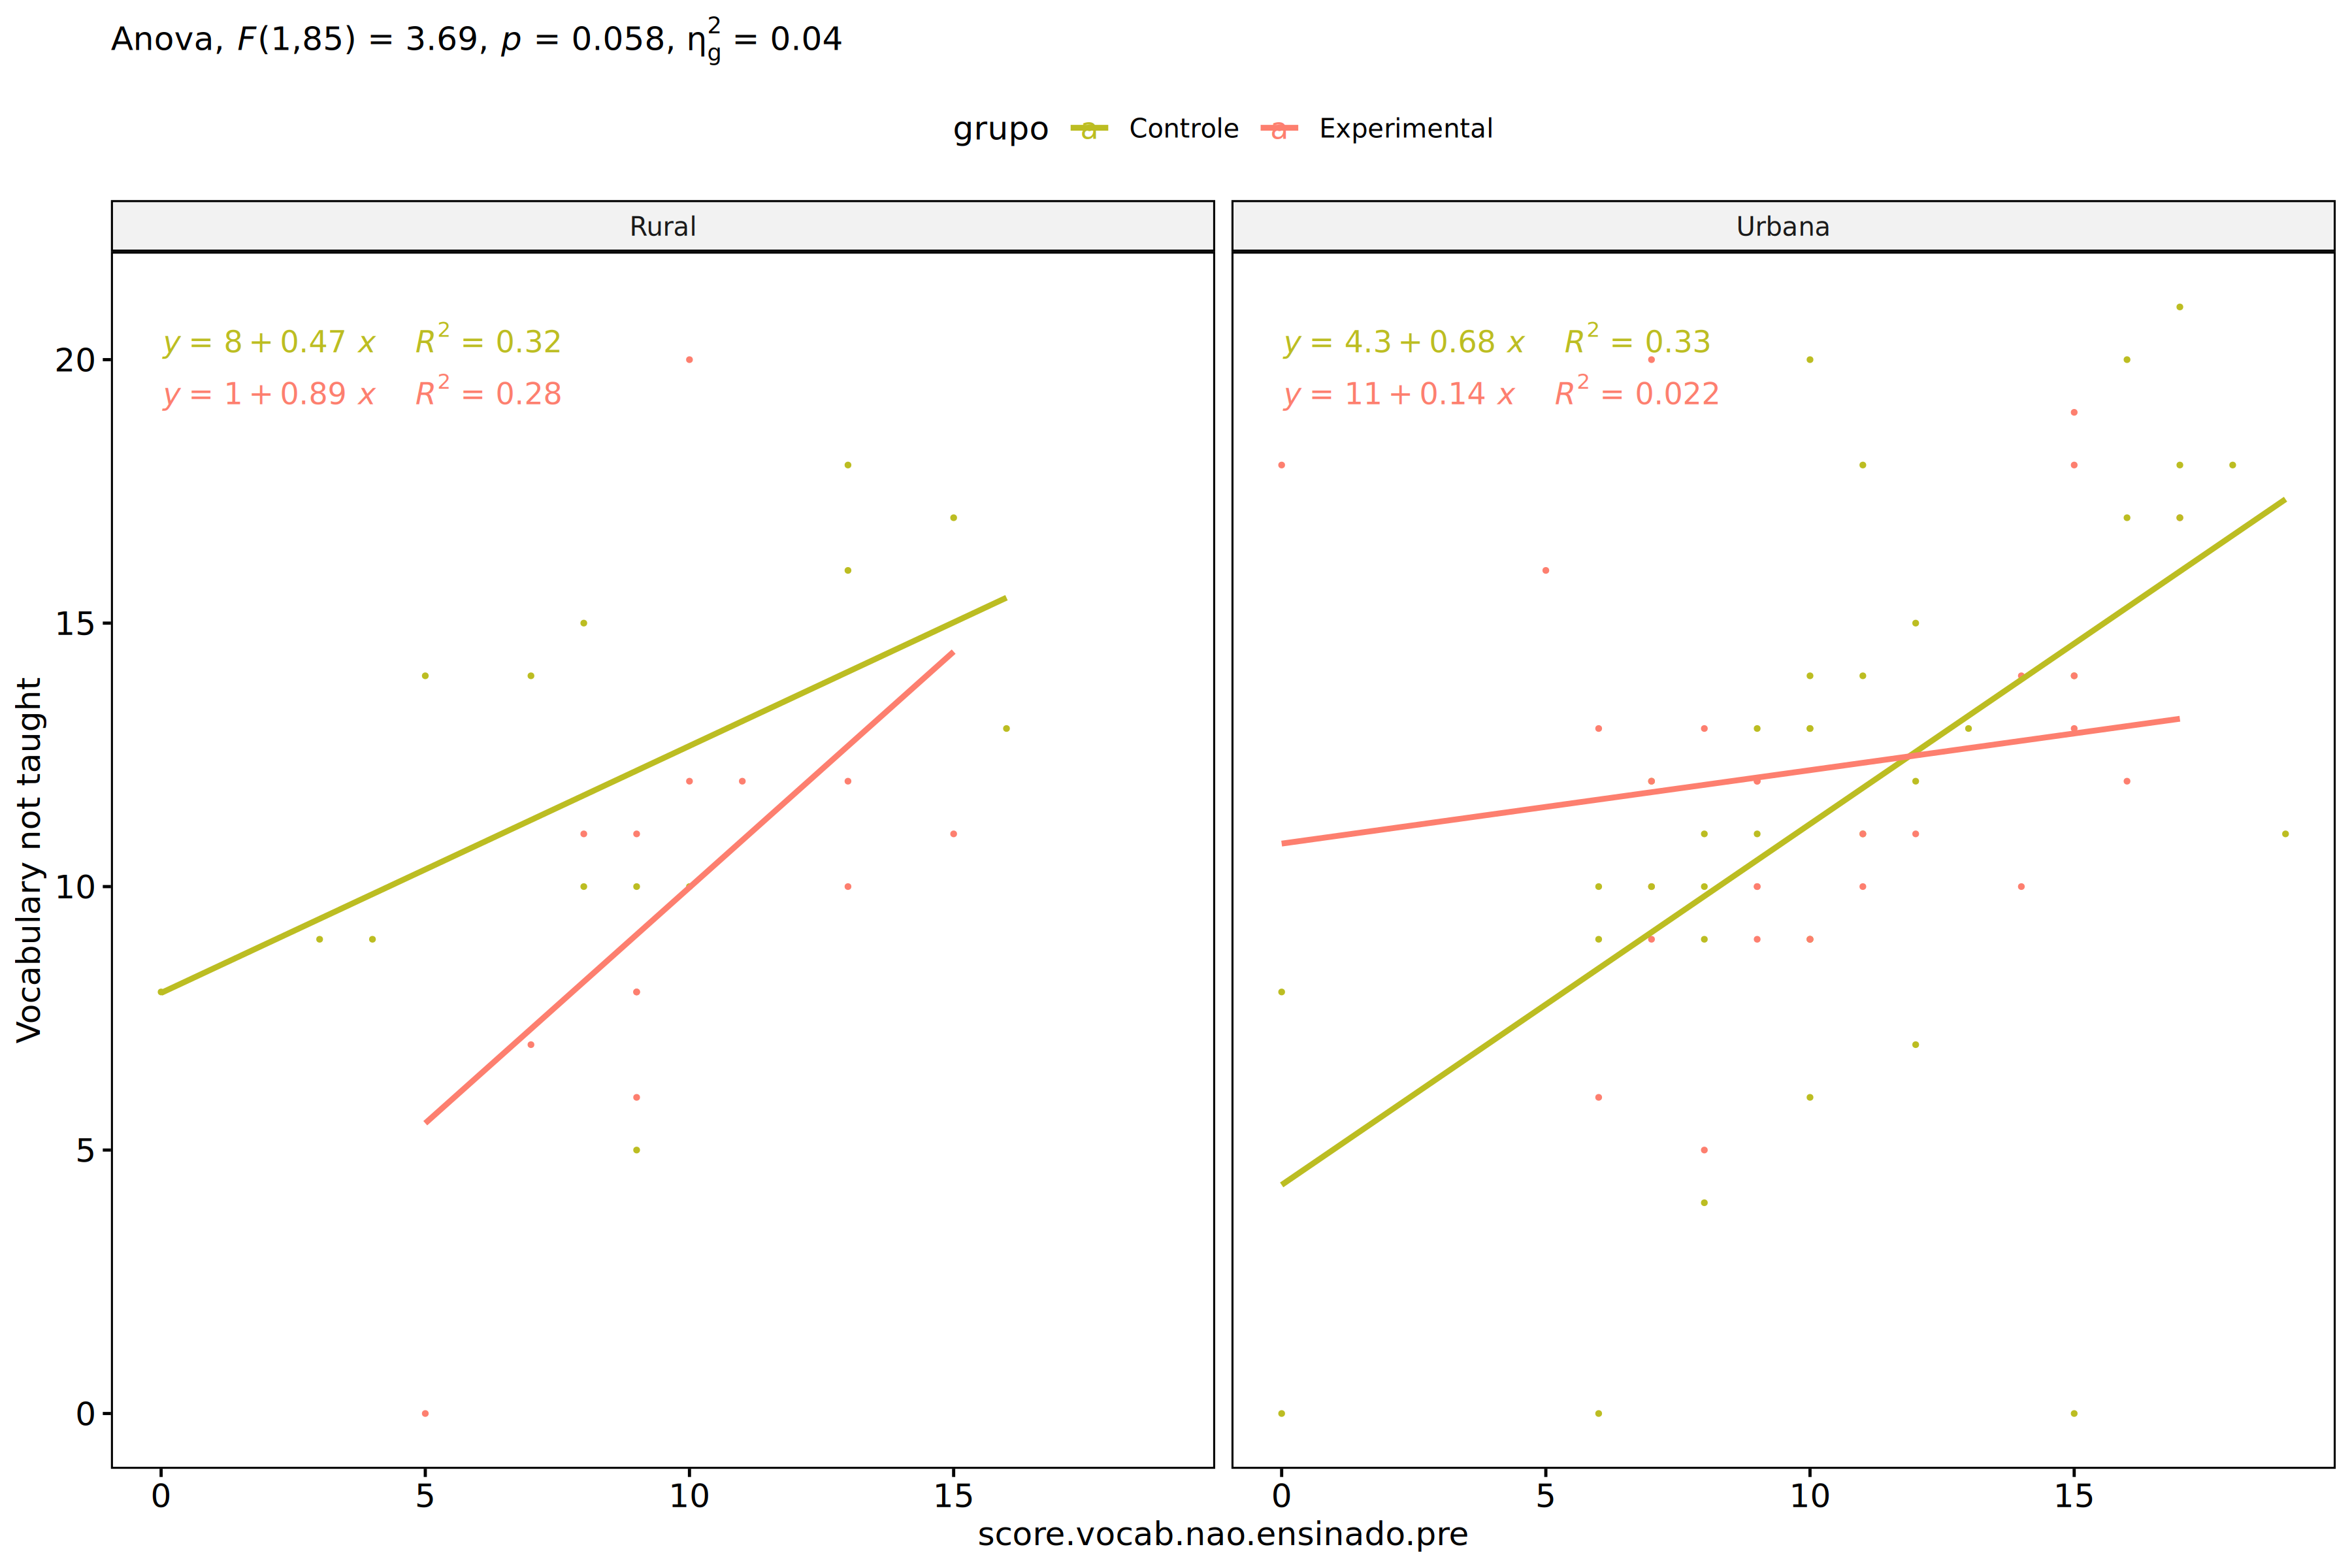 Anova, F(1,85) = 3.69, p = 0.058, η²g = 0.04
grupo a Controle a Experimental
Rural
Urbana
y = 8 + 0.47 x R² = 0.32
y = 1 + 0.89 x R² = 0.28
y = 4.3 + 0.68 x R² = 0.33
y = 11 + 0.14 x R² = 0.022
Vocabulary not taught
20
15
10
5
0
0 5 10 15
0 5 10 15
score.vocab.nao.ensinado.pre